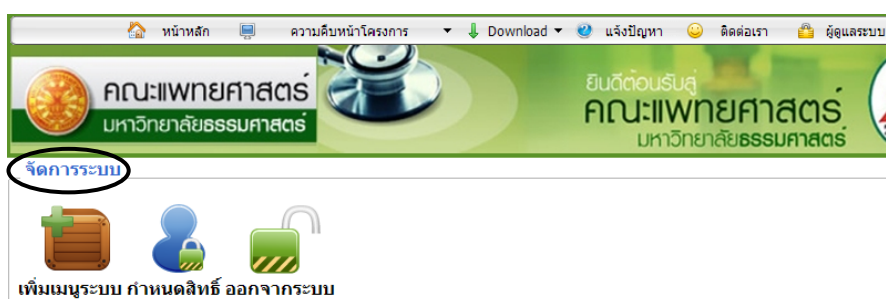 หน้าหลัก ความคืบหน้าโครงการ Download แจ้งปัญหา ติดต่อเรา ผู้ดูแลระบบ
คณะแพทยศาสตร์
มหาวิทยาลัยธรรมศาสตร์
ยินดีต้อนรับสู่
คณะแพทยศาสตร์
มหาวิทยาลัยธรรมศาสตร์
จัดการระบบ
เพิ่มเมนูระบบ กำหนดสิทธิ์ ออกจากระบบ